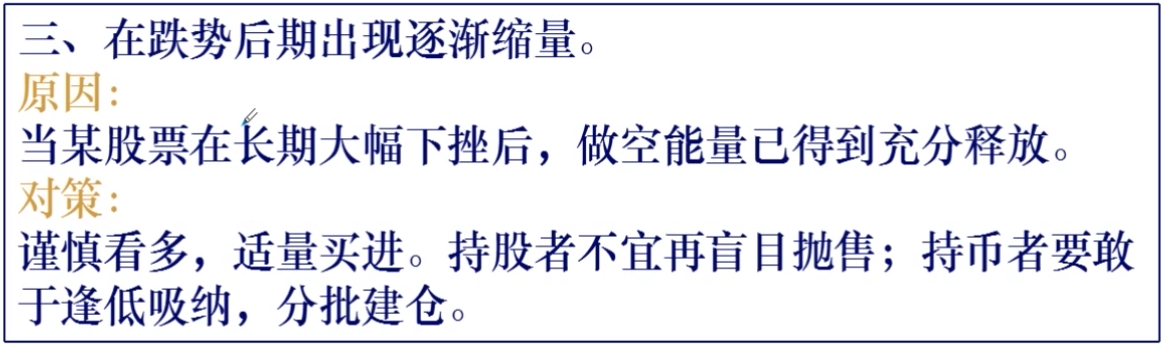 三、在跌势后期出现逐渐缩量。
原因：
当某股票在长期大幅下挫后，做空能量已得到充分释放。
对策：
谨慎看多，适量买进。持股者不宜再盲目抛售；持币者要敢
于逢低吸纳，分批建仓。